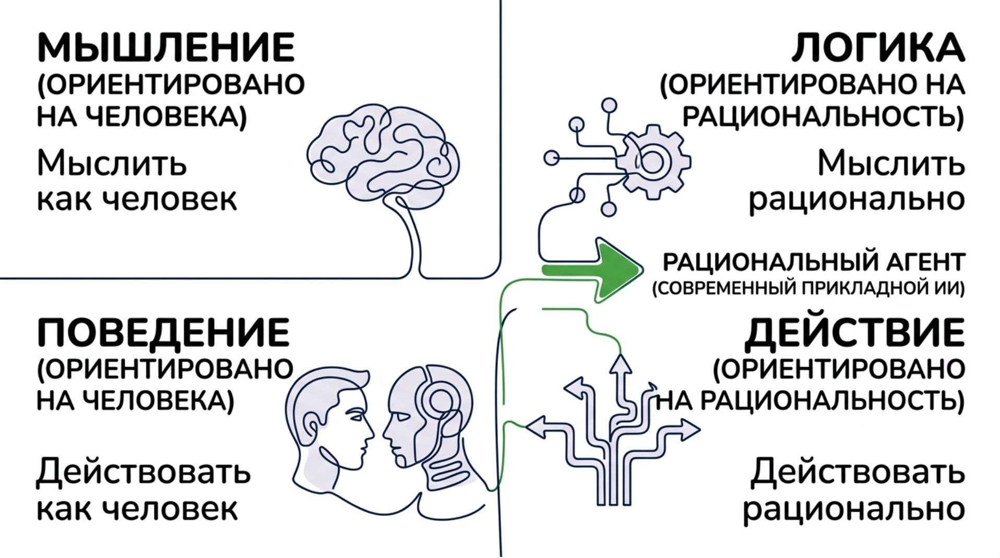 МЫШЛЕНИЕ
(ОРИЕНТИРОВАНО
НА ЧЕЛОВЕКА)
Мыслить
как человек
ЛОГИКА
(ОРИЕНТИРОВАНО НА
РАЦИОНАЛЬНОСТЬ)
Мыслить
рационально
РАЦИОНАЛЬНЫЙ АГЕНТ
(СОВРЕМЕННЫЙ ПРИКЛАДНОЙ ИИ)
ПОВЕДЕНИЕ
(ОРИЕНТИРОВАНО
НА ЧЕЛОВЕКА)
Действовать
как человек
ДЕЙСТВИЕ
(ОРИЕНТИРОВАНО
НА РАЦИОНАЛЬНОСТЬ)
Действовать
рационально